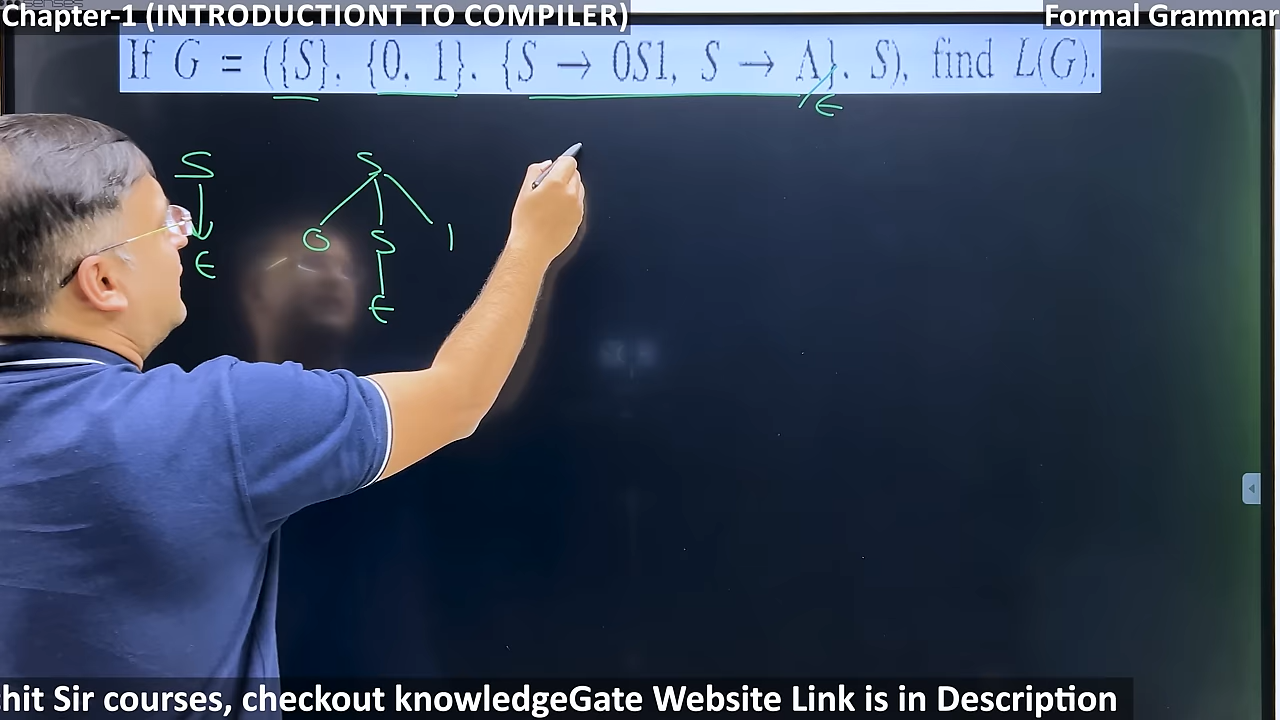 Chapter-1 (INTRODUCTIONT TO COMPILER)
Formal Grammar
If G = ({S}. {0. 1}. {S → 0S1, S → Λ}. S), find L(G).
ϵ
S
S
0 S 1
ϵ
ϵ
hit Sir courses, checkout knowledgeGate Website Link is in Description